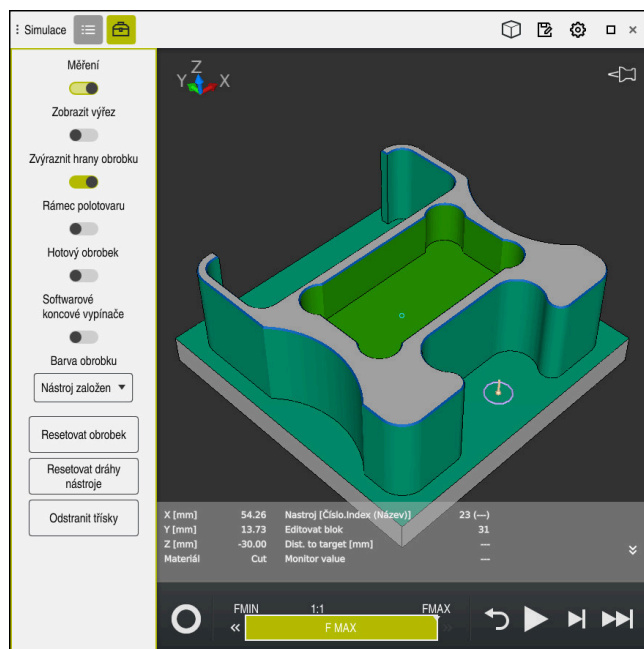 Simulace
Měření
Zobrazit výřez
Zvýraznit hrany obrobku
Rámec polotovaru
Hotový obrobek
Softwarové
koncové vypínače
Barva obrobku
Nástroj založen
Resetovat obrobek
Resetovat dráhy
nástroje
Odstranit třísky
Z
Y X
X [mm] 54.26 Nastroj [Číslo.Index (Název)] 23 (---)
Y [mm] 13.73 Editovat blok 31
Z [mm] -30.00 Dist. to target [mm] ---
Materiál Cut Monitor value ---
FMIN 1:1 FMAX
F MAX